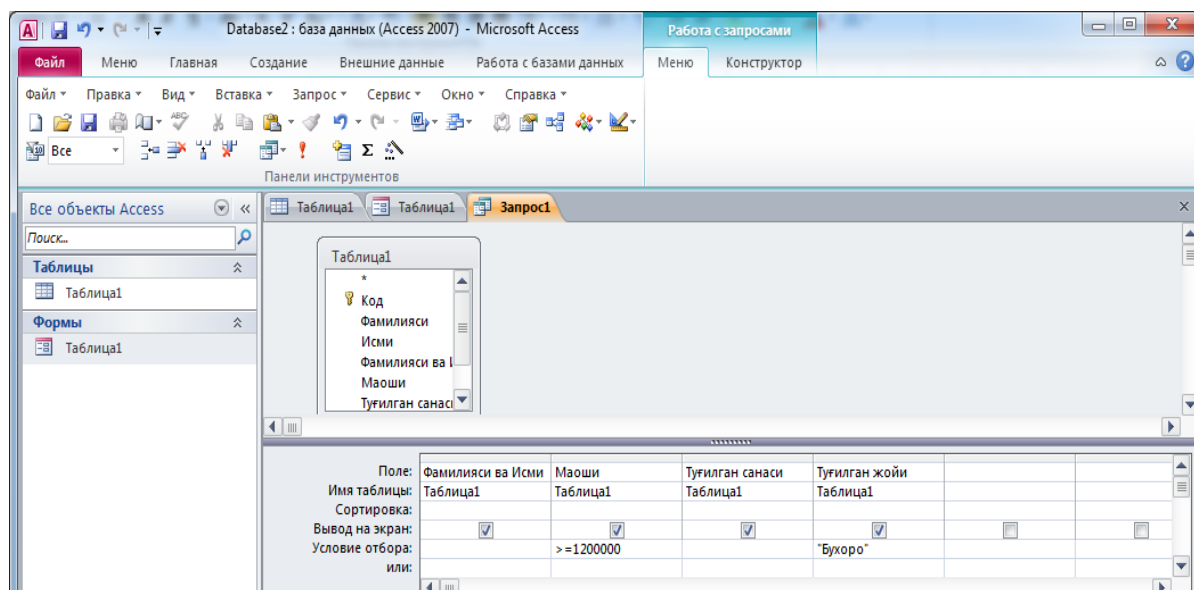 Database2 : база данных (Access 2007) - Microsoft Access
Работа с запросами
Файл Меню Главная Создание Внешние данные Работа с базами данных Меню Конструктор
Файл Правка Вид Вставка Запрос Сервис Окно Справка
Все
Панели инструментов
Все объекты Access
Таблица1 Таблица1 Запрос1
Поиск...
Таблицы
Таблица1
Формы
Таблица1
Таблица1
*
Код
Фамилияси
Исми
Фамилияси ва И
Маоши
Туғилган санаси
Поле: Фамилияси ва Исми Маоши Туғилган санаси Туғилган жойи
Имя таблицы: Таблица1 Таблица1 Таблица1 Таблица1
Сортировка:
Вывод на экран:
Условие отбора: >=1200000 "Бухоро"
или: